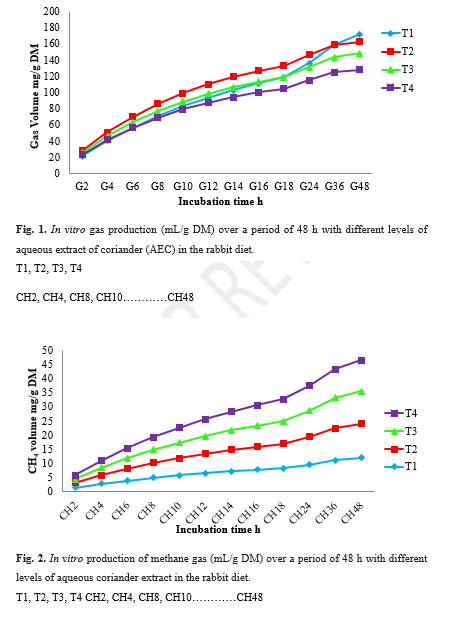 200
180
160
140
120
100
80
60
40
20
0
Gas Volume mg/g DM
G2 G4 G6 G8 G10 G12 G14 G16 G18 G24 G36 G48
Incubation time h
T1
T2
T3
T4
Fig. 1. In vitro gas production (mL/g DM) over a period of 48 h with different levels of
aqueous extract of coriander (AEC) in the rabbit diet.
T1, T2, T3, T4
CH2, CH4, CH8, CH10…………CH48
50
45
40
35
30
25
20
15
10
5
0
CH4 volume mg/g DM
CH2 CH4 CH6 CH8 CH10 CH12 CH14 CH16 CH18 CH24 CH36 CH48
Incubation time h
T4
T3
T2
T1
Fig. 2. In vitro production of methane gas (mL/g DM) over a period of 48 h with different
levels of aqueous coriander extract in the rabbit diet.
T1, T2, T3, T4 CH2, CH4, CH8, CH10…………CH48